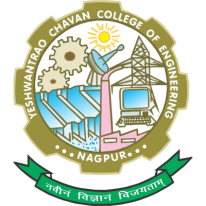 YESHWANTRAO CHAVAN COLLEGE OF ENGINEERING
NAGPUR
नवीनं विज्ञानं विजयताम्